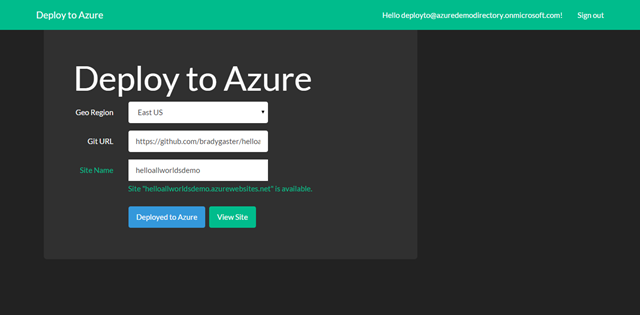 Deploy to Azure
Hello deployto@azuredemodirectory.onmicrosoft.com!
Sign out
Deploy to Azure
Geo Region
East US
Git URL
https://github.com/bradygaster/helloa
Site Name
helloallworldsdemo
Site "helloallworldsdemo.azurewebsites.net" is available.
Deployed to Azure
View Site